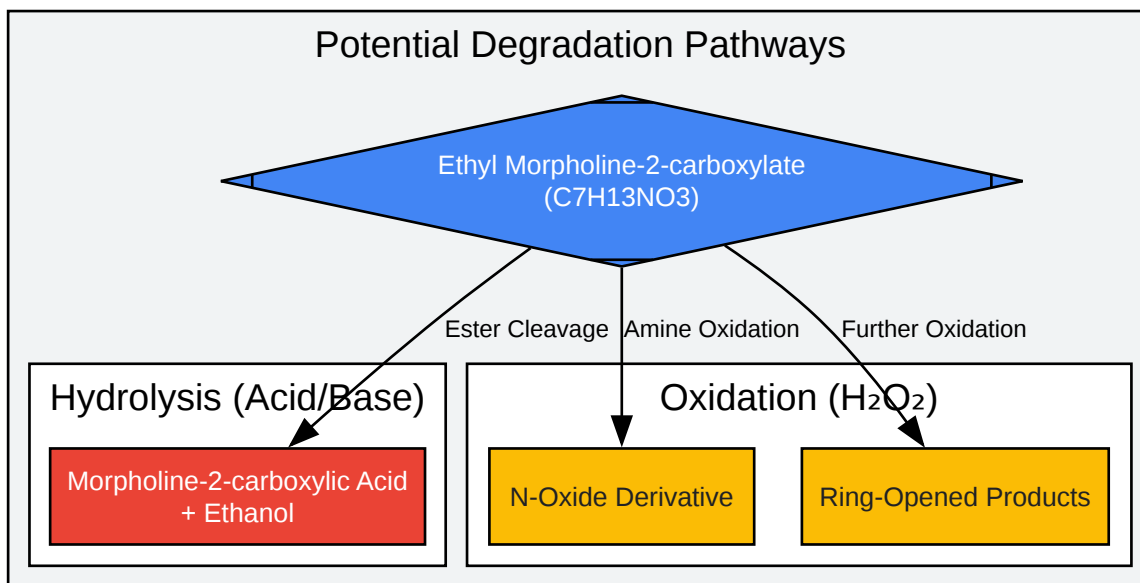 Potential Degradation Pathways
Ethyl Morpholine-2-carboxylate
(C7H13NO3)
Ester Cleavage
Amine Oxidation
Further Oxidation
Hydrolysis (Acid/Base)
Oxidation (H₂O₂)
Morpholine-2-carboxylic Acid
+ Ethanol
N-Oxide Derivative
Ring-Opened Products